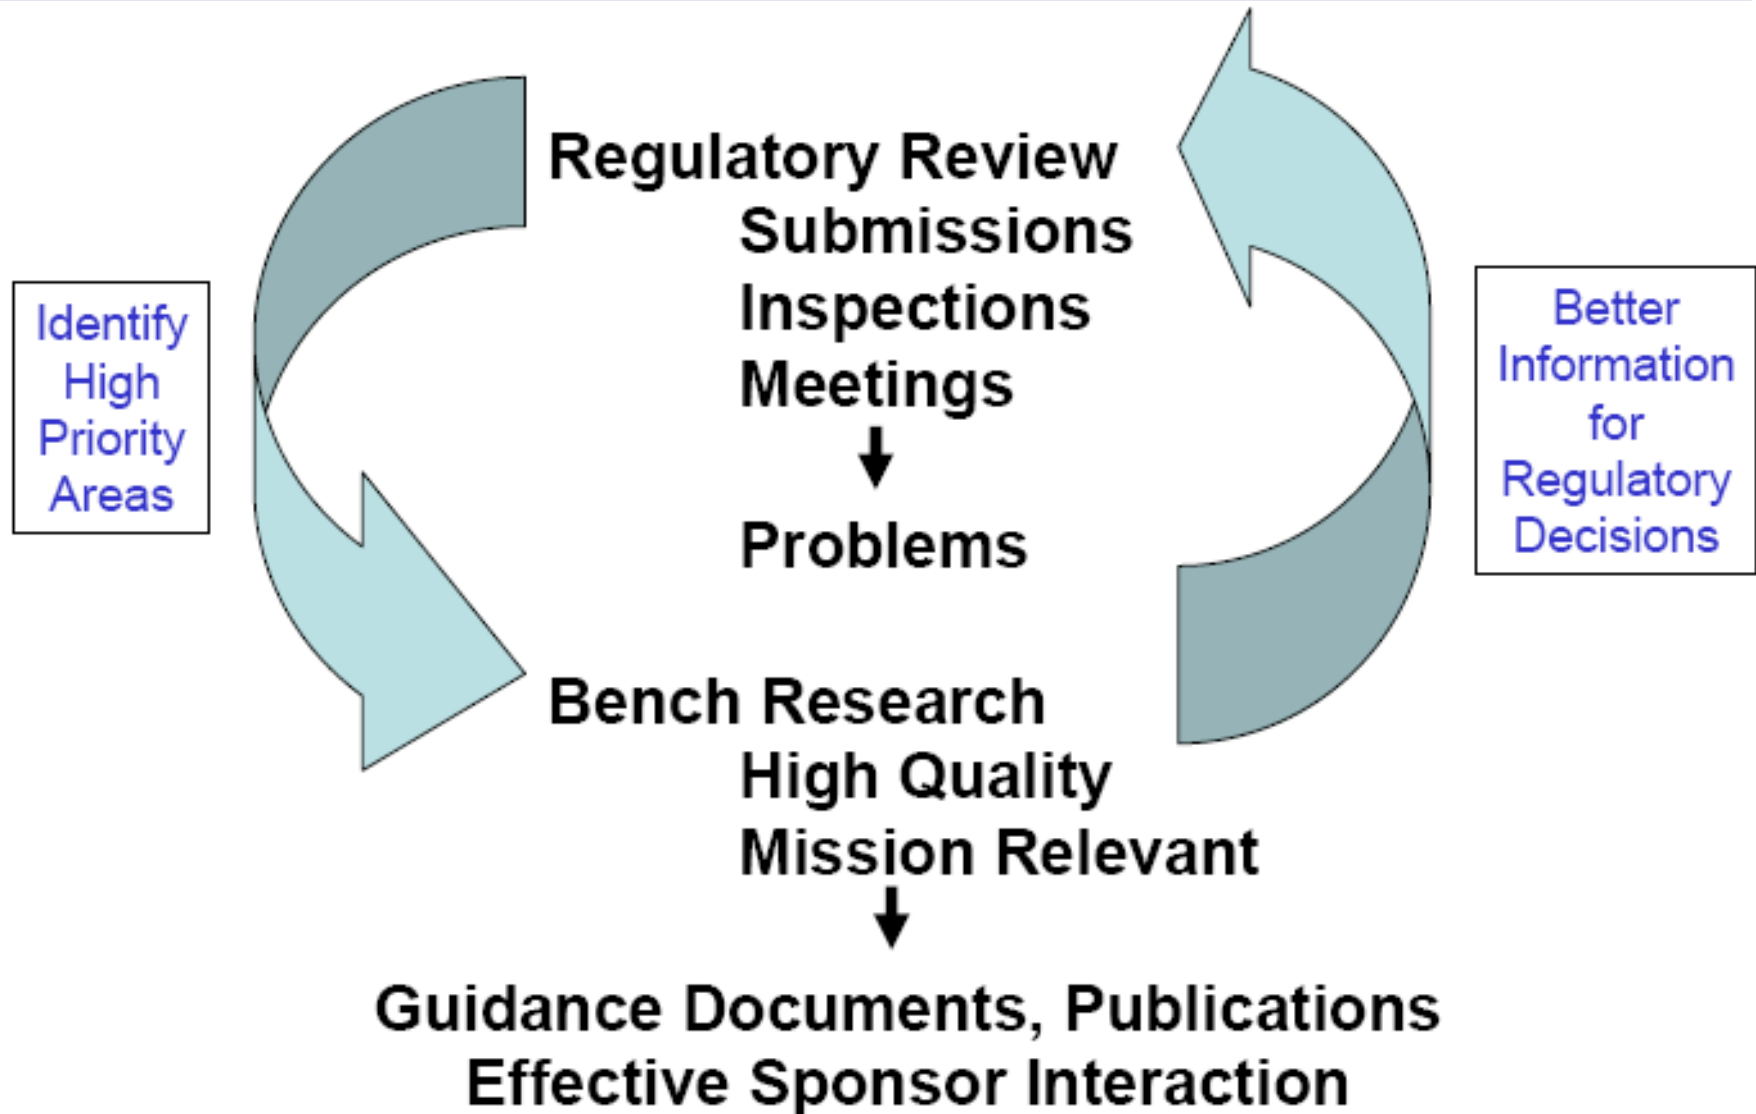 Regulatory Review
Submissions
Inspections
Meetings
Problems
Identify
High
Priority
Areas
Better
Information
for
Regulatory
Decisions
Bench Research
High Quality
Mission Relevant
Guidance Documents, Publications
Effective Sponsor Interaction